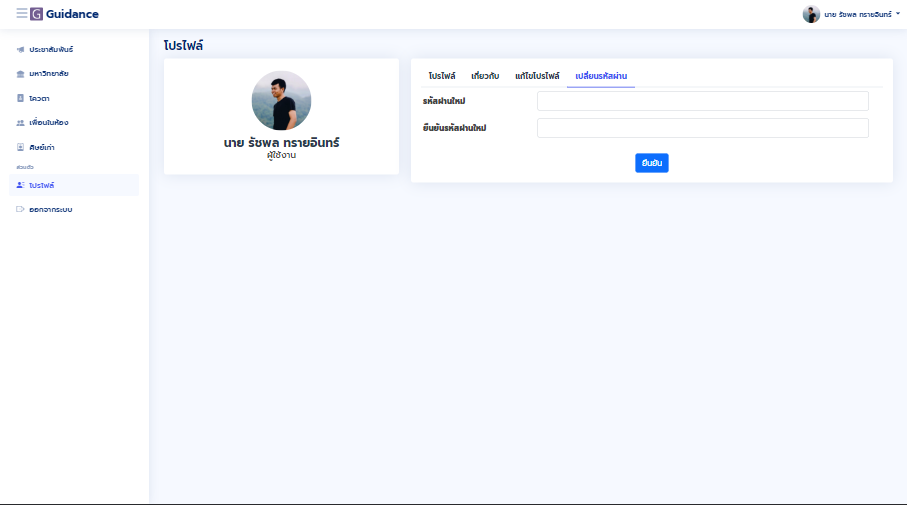 G Guidance
นาย รัชพล ทรายอินทร์
ประชาสัมพันธ์
มหาวิทยาลัย
โควตา
เพื่อนในห้อง
ศิษย์เก่า
ส่วนตัว
โปรไฟล์
ออกจากระบบ
โปรไฟล์
นาย รัชพล ทรายอินทร์
ผู้ใช้งาน
โปรไฟล์ เกี่ยวกับ แก้ไขโปรไฟล์ เปลี่ยนรหัสผ่าน
รหัสผ่านใหม่
ยืนยันรหัสผ่านใหม่
ยืนยัน